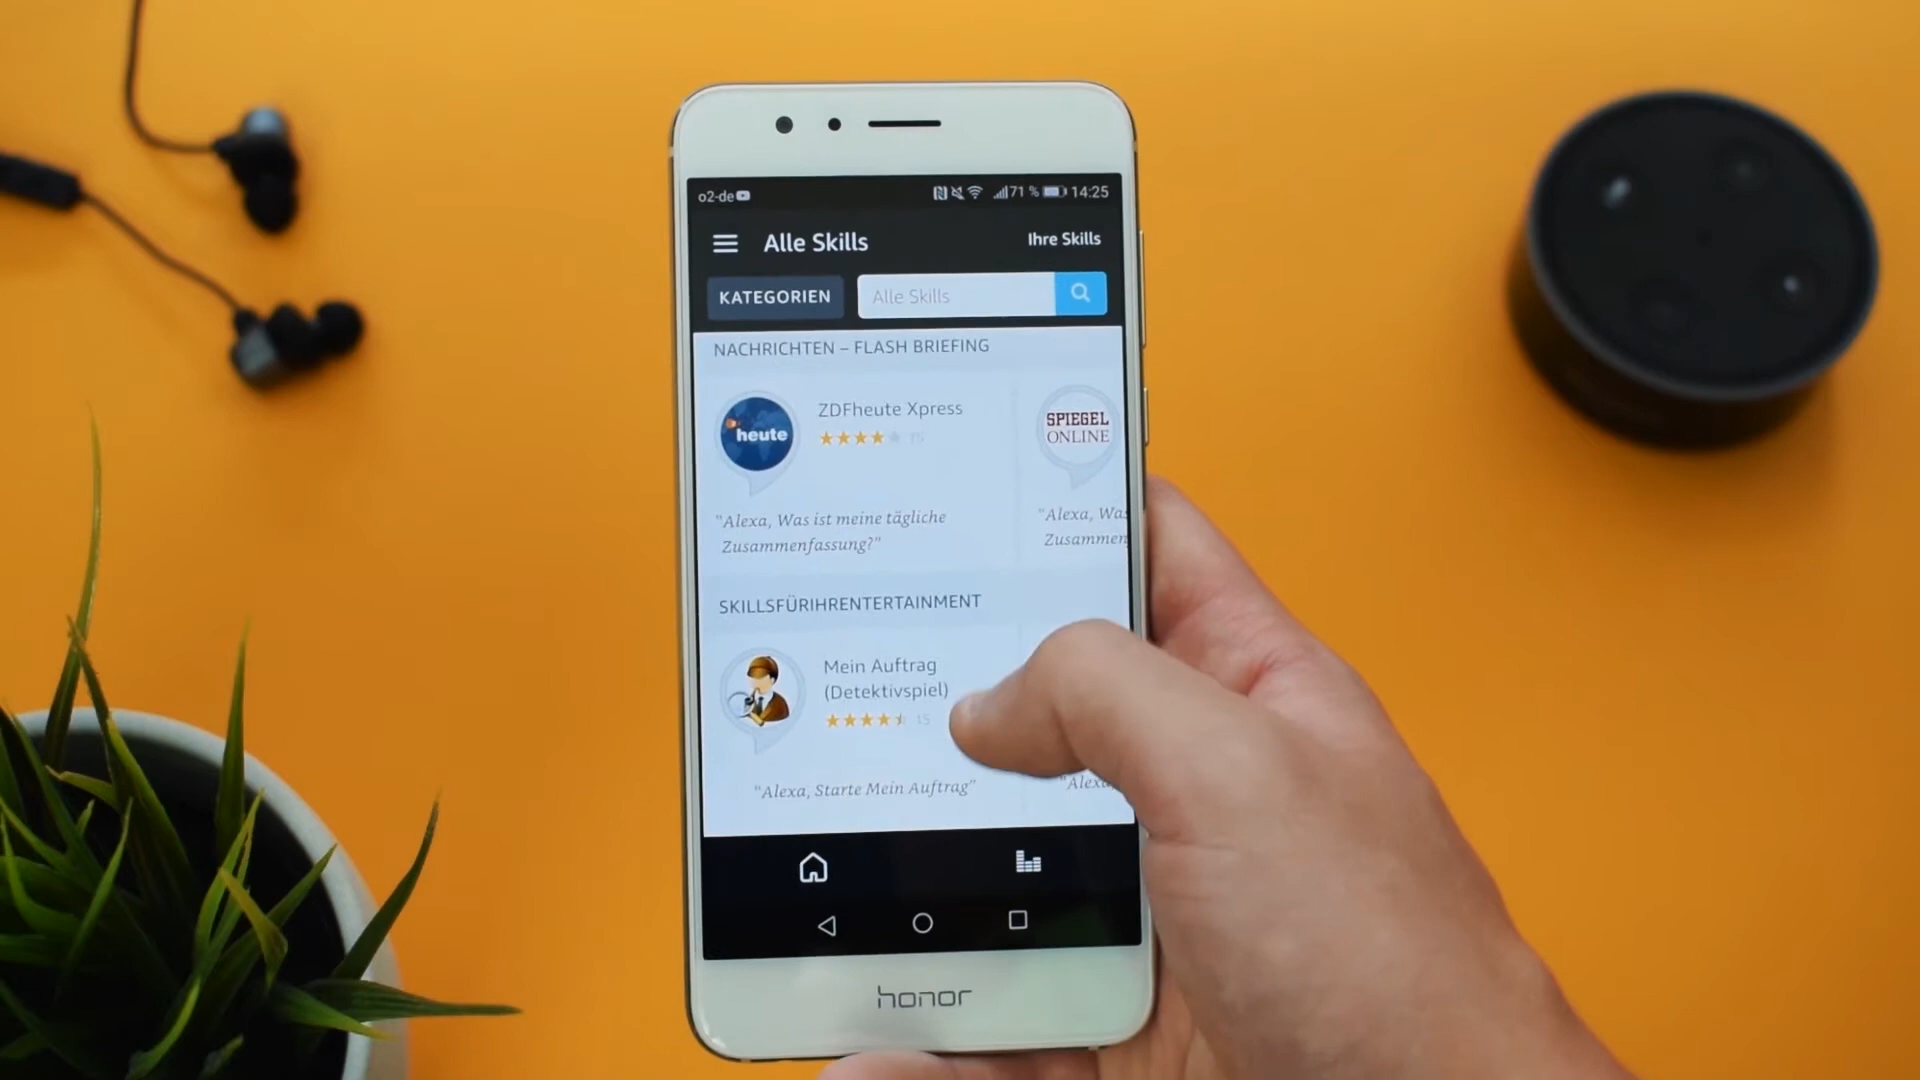 o2-de 71 % 14:25
Alle Skills Ihre Skills
KATEGORIEN Alle Skills
NACHRICHTEN – FLASH BRIEFING
heute
ZDFheute Xpress
15
"Alexa, Was ist meine tägliche
Zusammenfassung?"
SPIEGEL
ONLINE
"Alexa, Was
Zusammen
SKILLSFÜRIHRENTERTAINMENT
Mein Auftrag
(Detektivspiel)
15
"Alexa, Starte Mein Auftrag"
"Alexa
honor